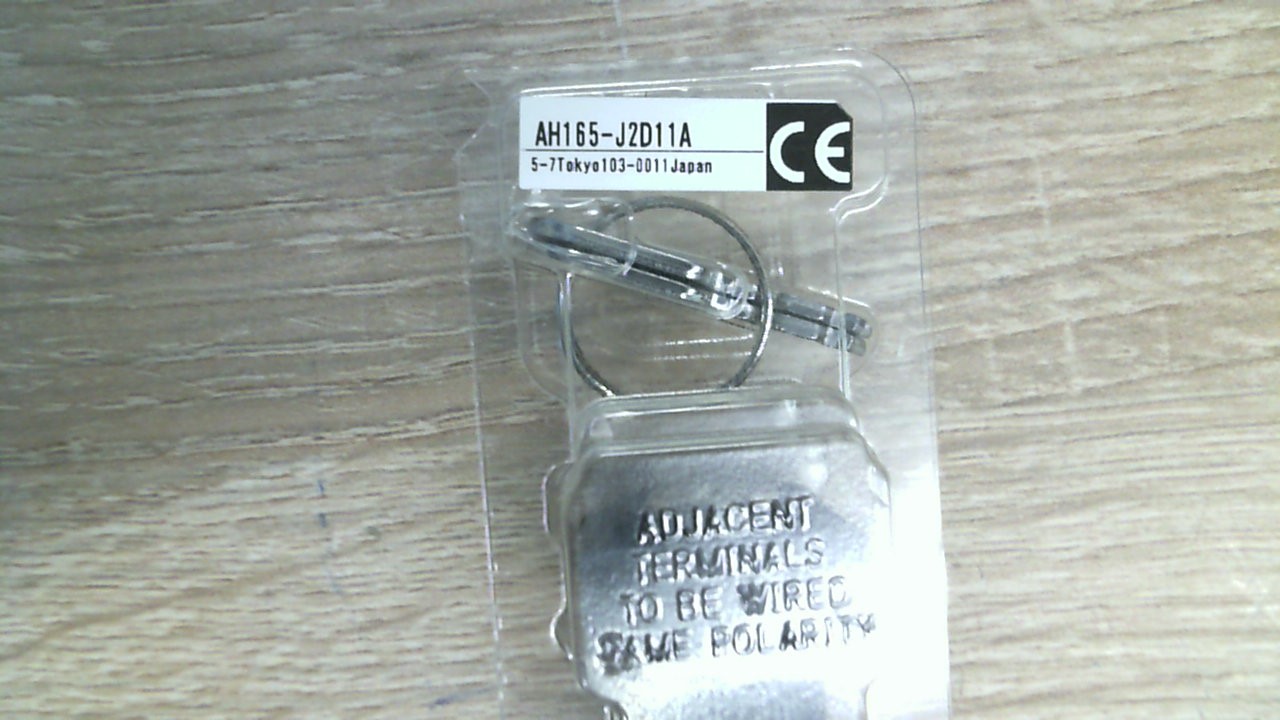 AH165-J2D11A
5-7Tokyo103-0011Japan
CE
ADJACENT
TERMINALS
TO BE WIRED
SAME POLARITY